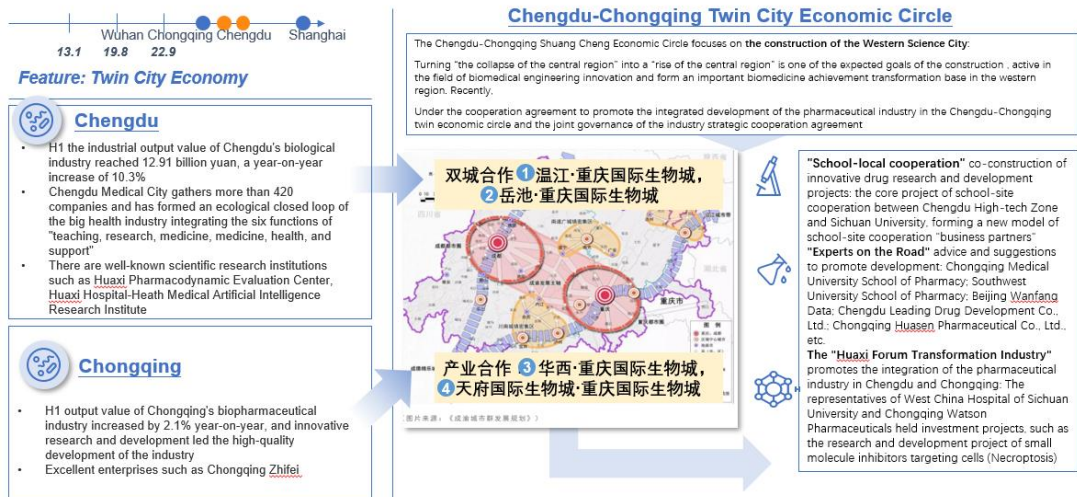 Wuhan Chongqing Chengdu Shanghai
13.1 19.8 22.9
Feature: Twin City Economy
Chengdu
• H1 the industrial output value of Chengdu's biological
industry reached 12.91 billion yuan, a year-on-year
increase of 10.3%
• Chengdu Medical City gathers more than 420
companies and has formed an ecological closed loop of
the big health industry integrating the six functions of
"teaching, research, medicine, medicine, health, and
support"
• There are well-known scientific research institutions
such as Huaxi Pharmacodynamic Evaluation Center,
Huaxi Hospital-Heath Medical Artificial Intelligence
Research Institute
Chongqing
• H1 output value of Chongqing's biopharmaceutical
industry increased by 2.1% year-on-year, and innovative
research and development led the high-quality
development of the industry
• Excellent enterprises such as Chongqing Zhifei
Chengdu-Chongqing Twin City Economic Circle
The Chengdu-Chongqing Shuang Cheng Economic Circle focuses on the construction of the Western Science City:
Turning "the collapse of the central region" into a "rise of the central region" is one of the expected goals of the construction , active
in the field of biomedical engineering innovation and form an important biomedicine achievement transformation base in the western
region. Recently,
Under the cooperation agreement to promote the integrated development of the pharmaceutical industry in the Chengdu-Chongqing
twin economic circle and the joint governance of the industry strategic cooperation agreement
双城合作 1 温江·重庆国际生物城，
2 岳池·重庆国际生物城
四川省
成都都市圈
重庆市
重庆都市圈
图 例
产业合作 3 华西·重庆国际生物城，
4 天府国际生物城·重庆国际生物城
图片来源：《成渝城市群发展规划》）
"School-local cooperation" co-construction of
innovative drug research and development
projects: the core project of school-site
cooperation between Chengdu High-tech Zone
and Sichuan University, forming a new model of
school-site cooperation "business partners"
"Experts on the Road" advice and suggestions
to promote development: Chongqing Medical
University School of Pharmacy; Southwest
University School of Pharmacy; Beijing Wanfang
Data; Chengdu Leading Drug Development Co.,
Ltd.; Chongqing Huasen Pharmaceutical Co., Ltd.,
etc.
The "Huaxi Forum Transformation Industry"
promotes the integration of the pharmaceutical
industry in Chengdu and Chongqing: The
representatives of West China Hospital of Sichuan
University and Chongqing Watson
Pharmaceuticals held investment projects, such as
the research and development project of small
molecule inhibitors targeting cells (Necroptosis)